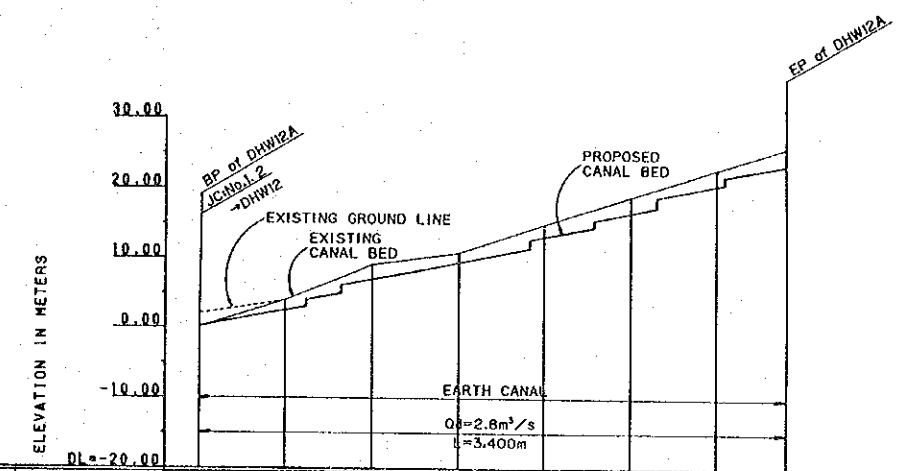 EP of DHW12A
30.00
BP of DHW12A
JC:No.1.2
→DHW12
PROPOSED
CANAL BED
20.00
EXISTING GROUND LINE
EXISTING
CANAL BED
10.00
0.00
ELEVATION IN METERS
-10.00
EARTH CANAL
Qd=2.8m³/s
L=3.400m
DL=-20.00